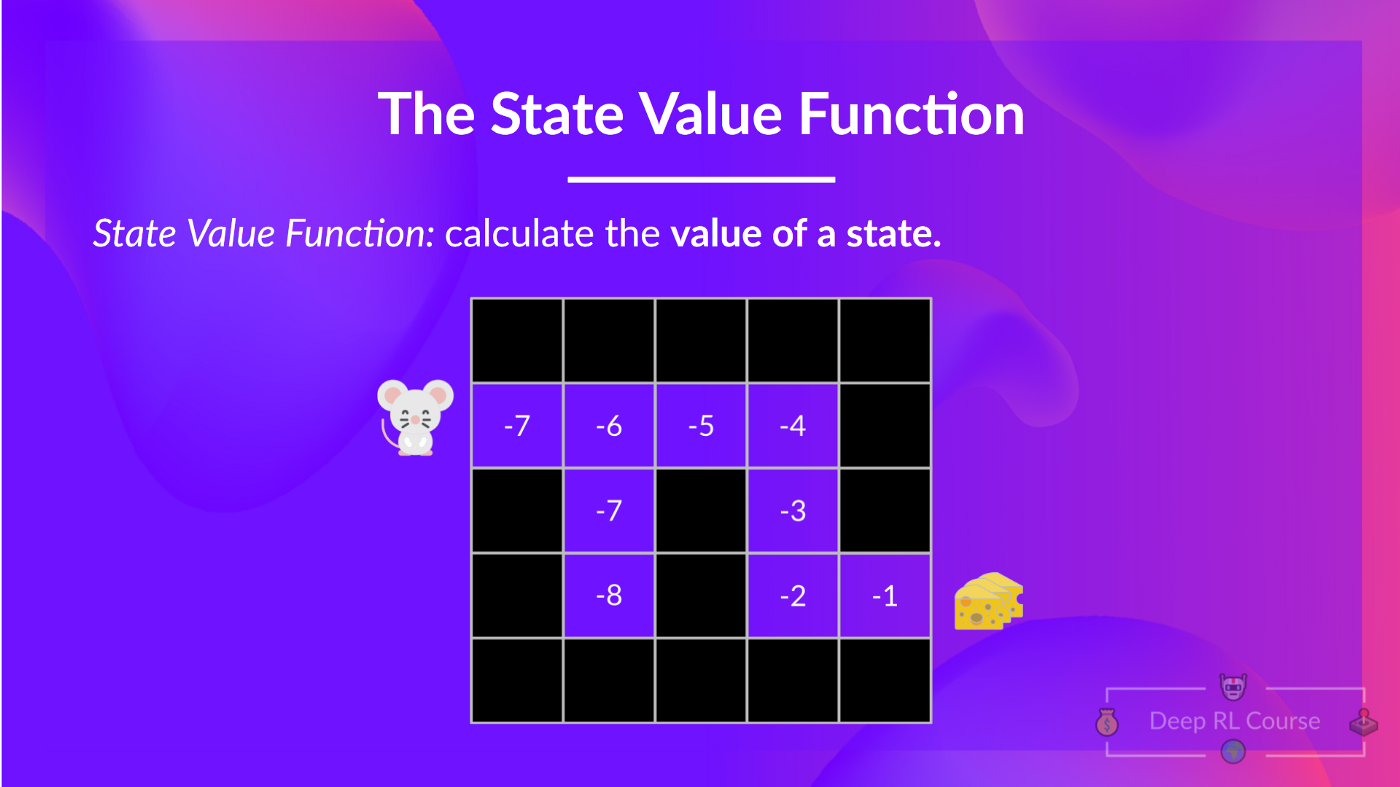 The State Value Function
State Value Function: calculate the value of a state.
-7 -6 -5 -4
-7 -3
-8 -2 -1
Deep RL Course